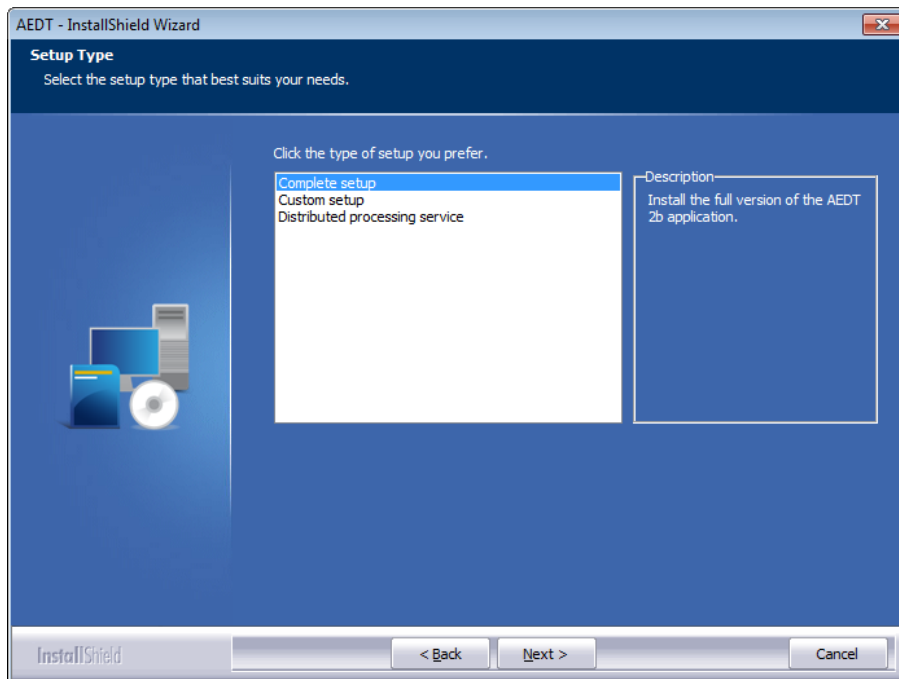 AEDT - InstallShield Wizard
Setup Type
Select the setup type that best suits your needs.
Click the type of setup you prefer.
Complete setup
Custom setup
Distributed processing service
Description
Install the full version of the AEDT
2b application.
InstallShield
< Back
Next >
Cancel